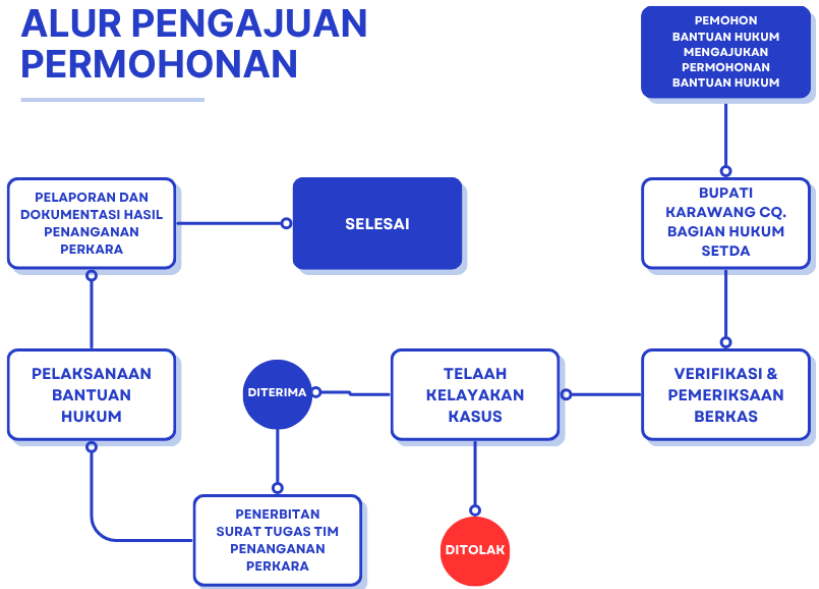 ALUR PENGAJUAN
PERMOHONAN
PEMOHON
BANTUAN HUKUM
MENGAJUKAN
PERMOHONAN
BANTUAN HUKUM
BUPATI
KARAWANG CQ.
BAGIAN HUKUM
SETDA
VERIFIKASI &
PEMERIKSAAN
BERKAS
TELAAH
KELAYAKAN
KASUS
DITOLAK
DITERIMA
PENERBITAN
SURAT TUGAS TIM
PENANGANAN
PERKARA
PELAKSANAAN
BANTUAN
HUKUM
PELAPORAN DAN
DOKUMENTASI HASIL
PENANGANAN
PERKARA
SELESAI